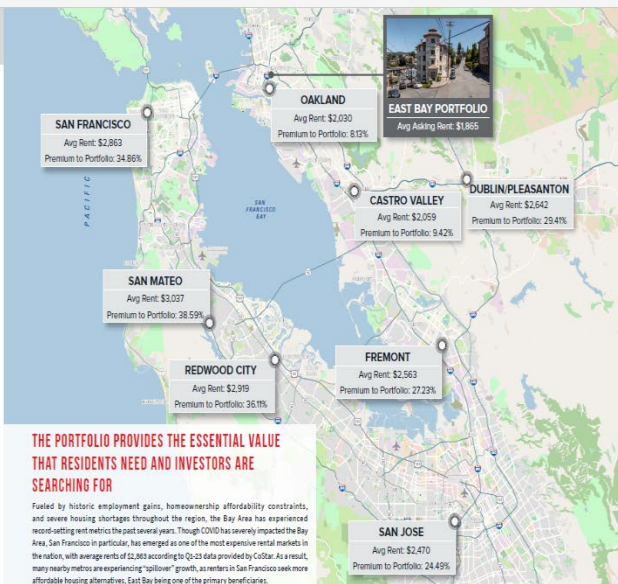 OAKLAND
Avg Rent: $2,030
Premium to Portfolio: 8.13%
EAST BAY PORTFOLIO
Avg Asking Rent: $1,865
SAN FRANCISCO
Avg Rent: $2,863
Premium to Portfolio: 34.86%
PACIFIC
SAN
FRANCISCO
BAY
CASTRO VALLEY
Avg Rent: $2,059
Premium to Portfolio: 9.42%
DUBLIN/PLEASANTON
Avg Rent: $2,642
Premium to Portfolio: 29.41%
SAN MATEO
Avg Rent: $3,037
Premium to Portfolio: 38.59%
REDWOOD CITY
Avg Rent: $2,919
Premium to Portfolio: 36.11%
FREMONT
Avg Rent: $2,563
Premium to Portfolio: 27.23%
THE PORTFOLIO PROVIDES THE ESSENTIAL VALUE
THAT RESIDENTS NEED AND INVESTORS ARE
SEARCHING FOR
Fueled by historic employment gains, homeownership affordability constraints,
and severe housing shortages throughout the region, the Bay Area has experienced
record-setting rent metrics the past several years. Though COVID has severely impacted the Bay
Area, San Francisco in particular, has emerged as one of the most expensive rental markets in
the nation, with average rents of $2,863 according to Q1-23 data provided by CoStar. As a result,
many nearby metros are experiencing "spillover" growth, as renters in San Francisco seek more
affordable housing alternatives, East Bay being one of the primary beneficiaries.
SAN JOSE
Avg Rent: $2,470
Premium to Portfolio: 24.49%